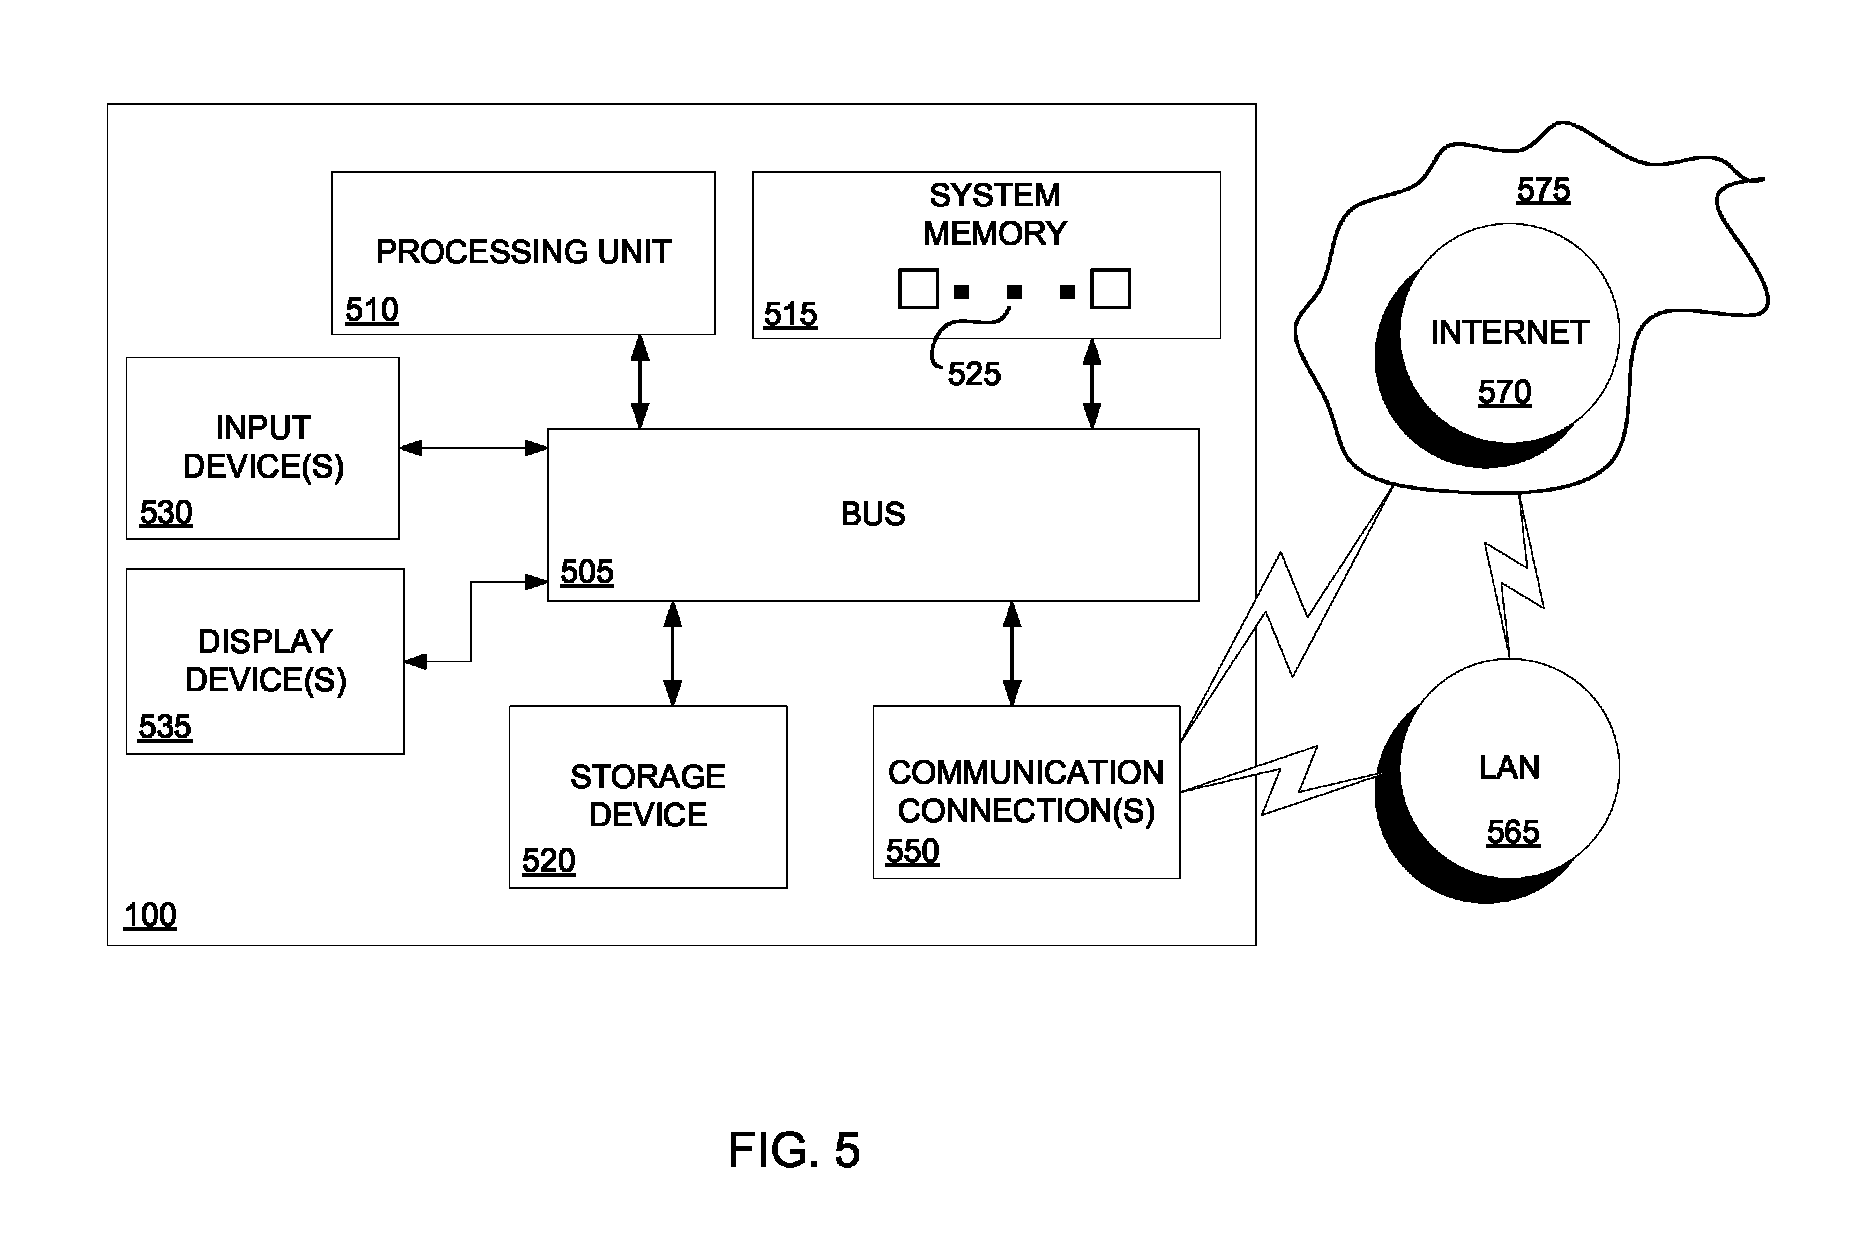 PROCESSING UNIT
510
SYSTEM
MEMORY
515
525
575
INTERNET
570
INPUT
DEVICE(S)
530
BUS
505
DISPLAY
DEVICE(S)
535
STORAGE
DEVICE
520
COMMUNICATION
CONNECTION(S)
550
LAN
565
100
FIG. 5